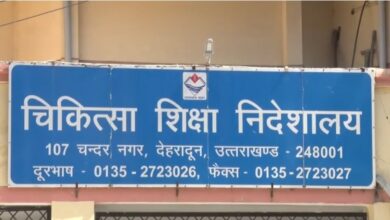 चिकित्सा शिक्षा निदेशालय
107 चन्दर नगर, देहरादून, उत्तराखण्ड - 248001
दूरभाष - 0135-2723026, फैक्स - 0135-2723027